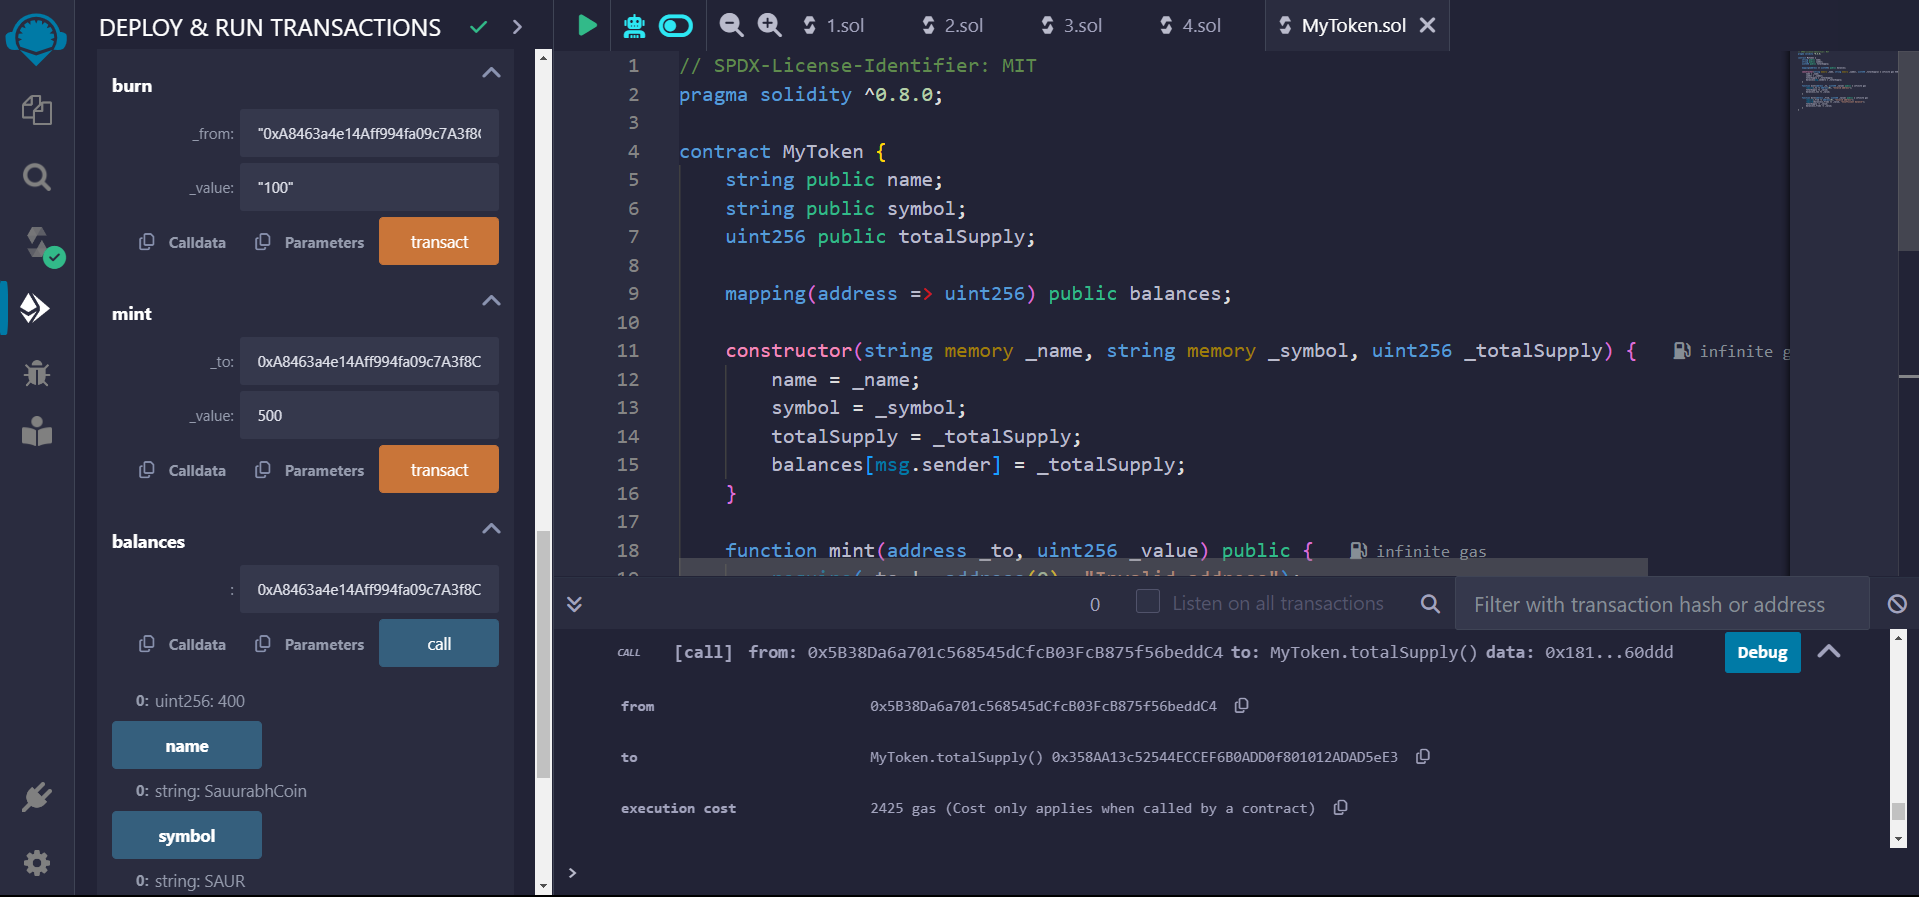 DEPLOY & RUN TRANSACTIONS
burn
_from: "0xA8463a4e14Aff994fa09c7A3f8
_value: "100"
Calldata Parameters transact
mint
_to: 0xA8463a4e14Aff994fa09c7A3f8C
_value: 500
Calldata Parameters transact
balances
: 0xA8463a4e14Aff994fa09c7A3f8C
Calldata Parameters call
0: uint256: 400
name
0: string: SauurabhCoin
symbol
0: string: SAUR
1.sol 2.sol 3.sol 4.sol MyToken.sol
1 // SPDX-License-Identifier: MIT
2 pragma solidity ^0.8.0;
3
4 contract MyToken {
5 string public name;
6 string public symbol;
7 uint256 public totalSupply;
8
9 mapping(address => uint256) public balances;
10
11 constructor(string memory _name, string memory _symbol, uint256 _totalSupply) { infinite g
12 name = _name;
13 symbol = _symbol;
14 totalSupply = _totalSupply;
15 balances[msg.sender] = _totalSupply;
16 }
17
18 function mint(address _to, uint256 _value) public { infinite gas
0 Listen on all transactions Filter with transaction hash or address
CALL [call] from: 0x5B38Da6a701c568545dCfcB03FcB875f56beddC4 to: MyToken.totalSupply() data: 0x181...60ddd Debug
from 0x5B38Da6a701c568545dCfcB03FcB875f56beddC4
to MyToken.totalSupply() 0x358AA13c52544ECCEF6B0ADD0f801012ADAD5eE3
execution cost 2425 gas (Cost only applies when called by a contract)
>